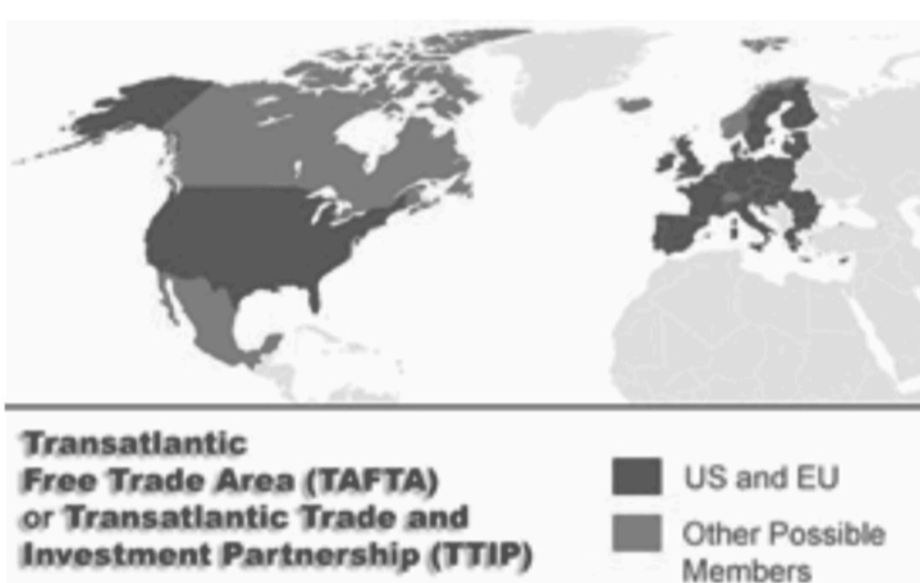 Transatlantic
Free Trade Area (TAFTA)
or Transatlantic Trade and
Investment Partnership (TTIP)
US and EU
Other Possible
Members